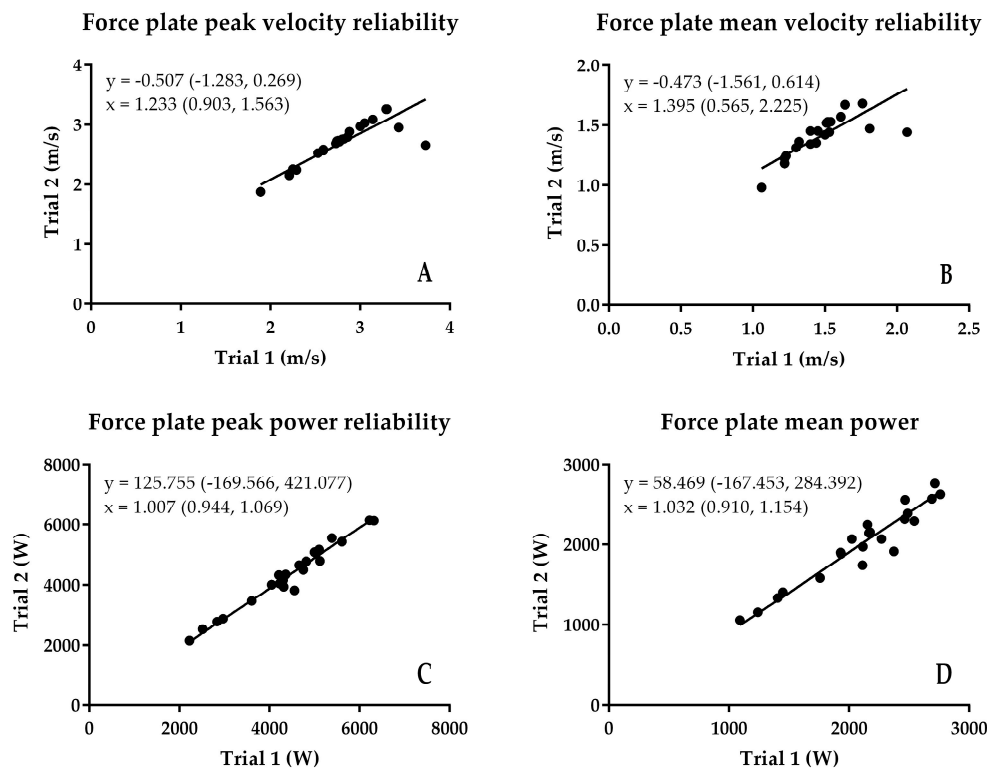 Force plate peak velocity reliability
y = -0.507 (-1.283, 0.269)
x = 1.233 (0.903, 1.563)
4
3
2
1
0
Trial 2 (m/s)
A
0 1 2 3 4
Trial 1 (m/s)
Force plate mean velocity reliability
y = -0.473 (-1.561, 0.614)
x = 1.395 (0.565, 2.225)
2.0
1.5
1.0
0.5
0.0
Trial 2 (m/s)
B
0.0 0.5 1.0 1.5 2.0 2.5
Trial 1 (m/s)
Force plate peak power reliability
y = 125.755 (-169.566, 421.077)
x = 1.007 (0.944, 1.069)
8000
6000
4000
2000
0
Trial 2 (W)
C
0 2000 4000 6000 8000
Trial 1 (W)
Force plate mean power
y = 58.469 (-167.453, 284.392)
x = 1.032 (0.910, 1.154)
3000
2000
1000
0
Trial 2 (W)
D
0 1000 2000 3000
Trial 1 (W)